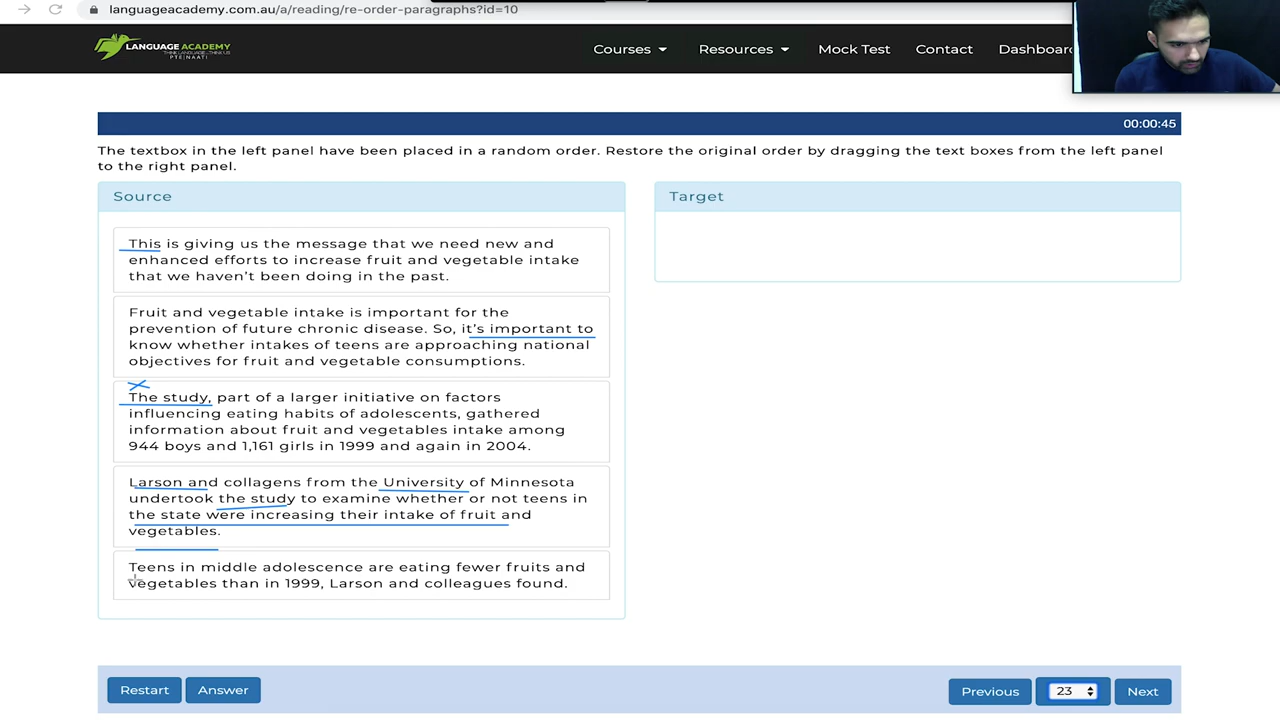 languageacademy.com.au/a/reading/re-order-paragraphs?id=10
LANGUAGE ACADEMY
THINK LANGUAGE - THINK US
PTE|NAATI
Courses
Resources
Mock Test
Contact
Dashboard
00:00:45
The textbox in the left panel have been placed in a random order. Restore the original order by dragging the text boxes from the left panel
to the right panel.
Source
Target
This is giving us the message that we need new and
enhanced efforts to increase fruit and vegetable intake
that we haven't been doing in the past.
Fruit and vegetable intake is important for the
prevention of future chronic disease. So, it's important to
know whether intakes of teens are approaching national
objectives for fruit and vegetable consumptions.
The study, part of a larger initiative on factors
influencing eating habits of adolescents, gathered
information about fruit and vegetables intake among
944 boys and 1,161 girls in 1999 and again in 2004.
Larson and collagens from the University of Minnesota
undertook the study to examine whether or not teens in
the state were increasing their intake of fruit and
vegetables.
Teens in middle adolescence are eating fewer fruits and
vegetables than in 1999, Larson and colleagues found.
Restart
Answer
Previous
23
Next